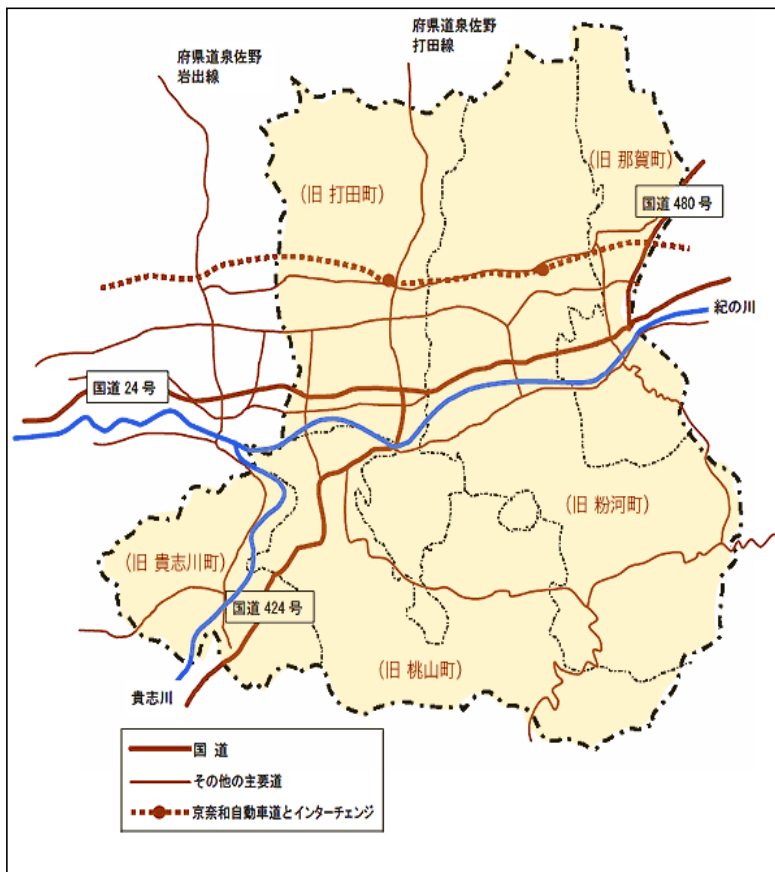 府県道泉佐野
打田線
府県道泉佐野
岩出線
(旧 那賀町)
(旧 打田町)
国道 480 号
紀の川
国道 24 号
(旧 粉河町)
(旧 貴志川町)
国道 424 号
(旧 桃山町)
貴志川
国 道
その他の主要道
京奈和自動車道とインターチェンジ